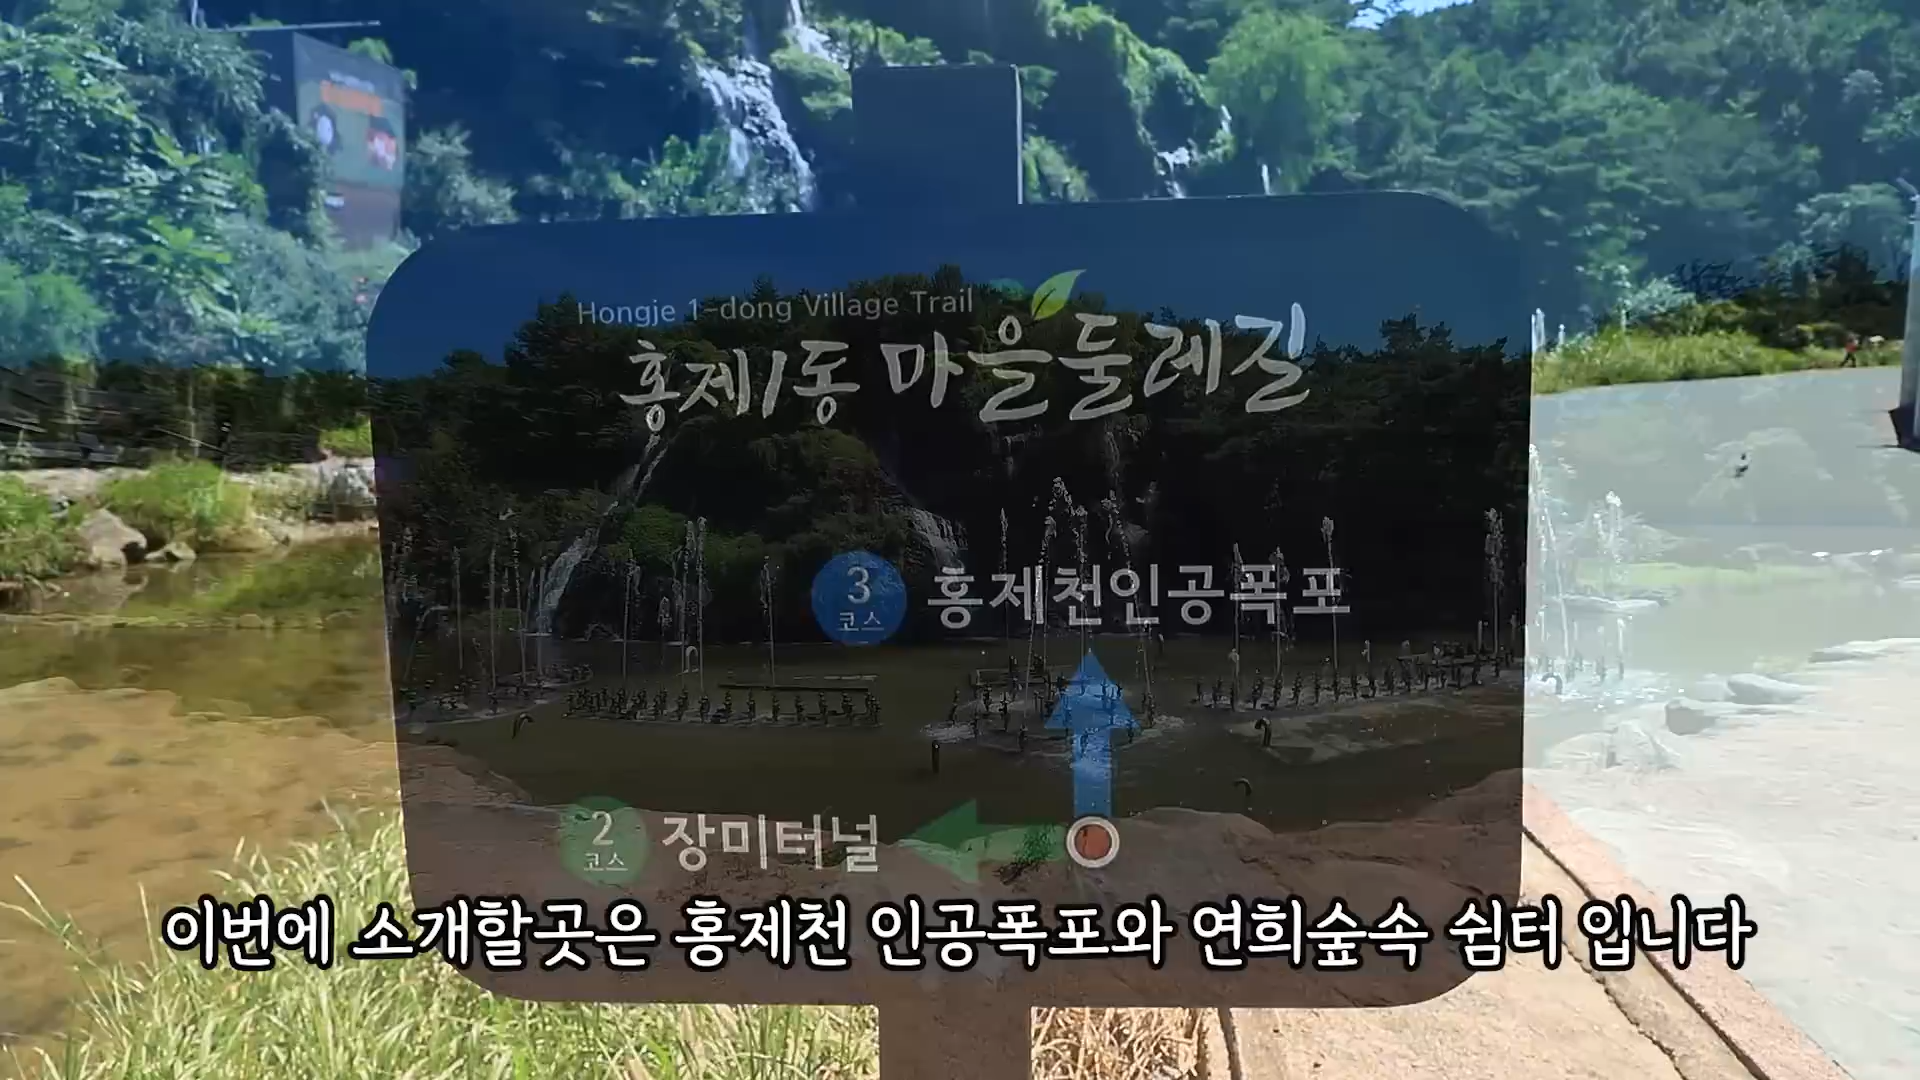 Hongje 1-dong Village Trail
홍제1동 마을둘레길
3 코스 홍제천인공폭포
2 코스 장미터널
이번에 소개할곳은 홍제천 인공폭포와 연희숲속 쉼터 입니다